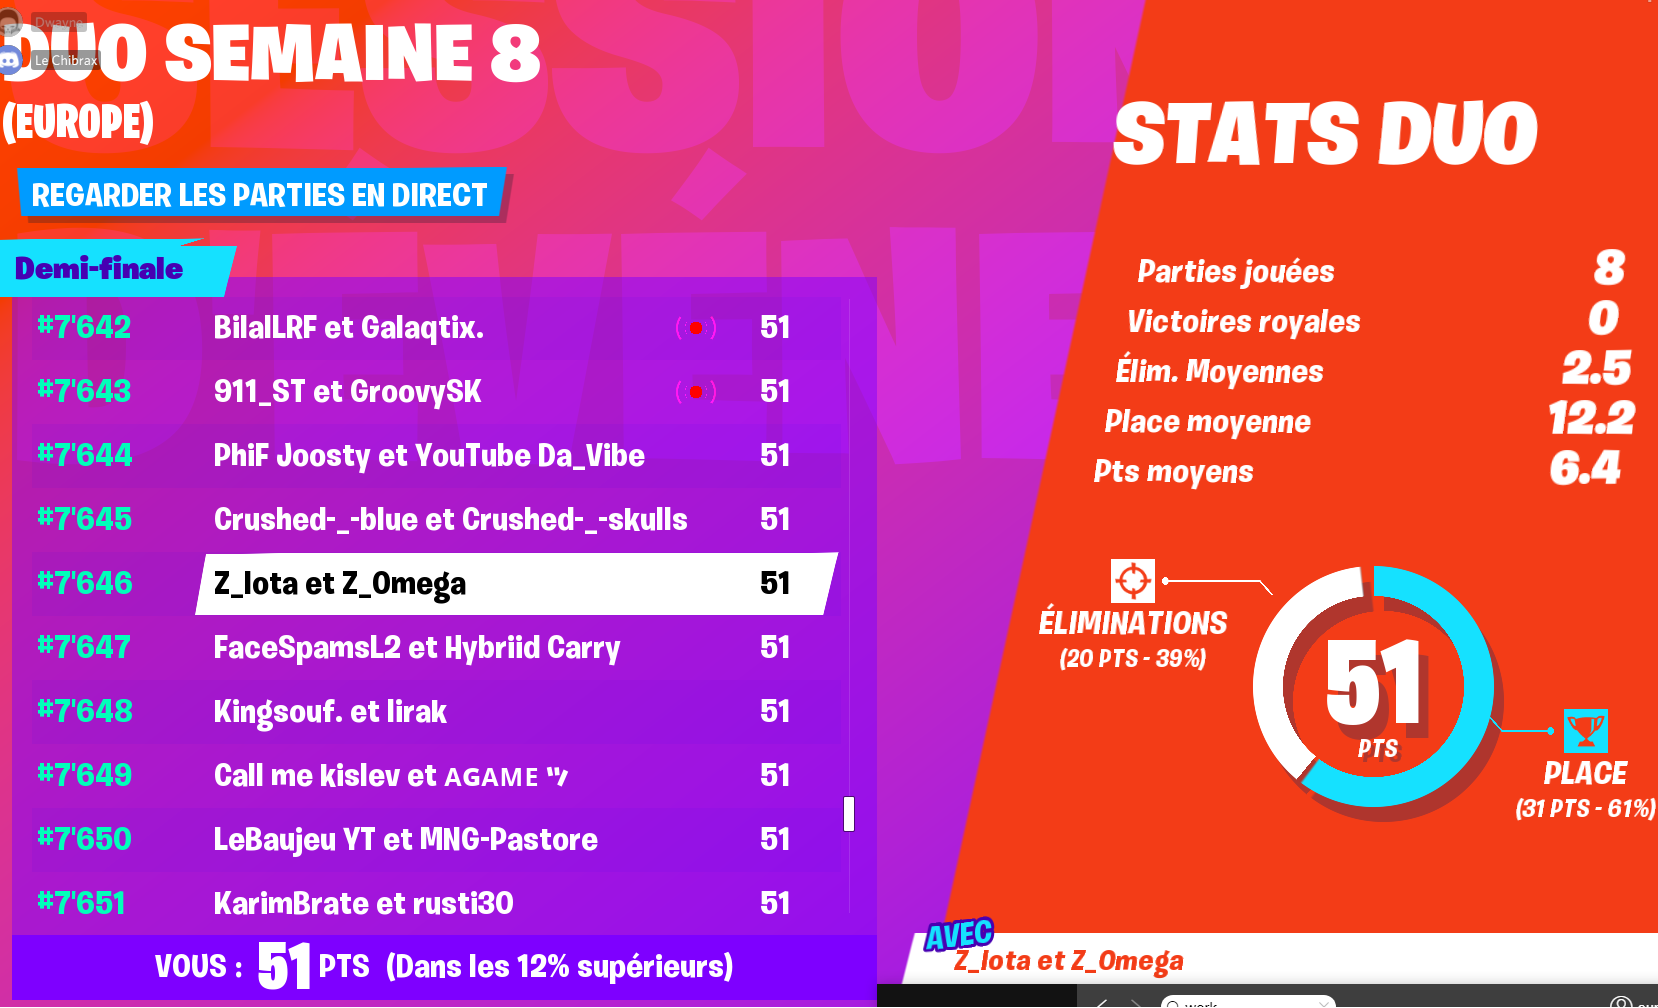 Dwayne
Le Chibrax
DUO SEMAINE 8
(EUROPE)
REGARDER LES PARTIES EN DIRECT
Demi-finale
#7'642 BilalLRF et Galaqtix. 51
#7'643 911_ST et GroovySK 51
#7'644 PhiF Joosty et YouTube Da_Vibe 51
#7'645 Crushed-_-blue et Crushed-_-skulls 51
#7'646 Z_Iota et Z_Omega 51
#7'647 FaceSpamsL2 et Hybriid Carry 51
#7'648 Kingsouf. et lirak 51
#7'649 Call me kislev et AGAME ツ 51
#7'650 LeBaujeu YT et MNG-Pastore 51
#7'651 KarimBrate et rusti30 51
VOUS : 51 PTS (Dans les 12% supérieurs)
STATS DUO
Parties jouées 8
Victoires royales 0
Élim. Moyennes 2.5
Place moyenne 12.2
Pts moyens 6.4
ÉLIMINATIONS
(20 PTS - 39%)
51
PTS
PLACE
(31 PTS - 61%)
AVEC
Z_Iota et Z_Omega